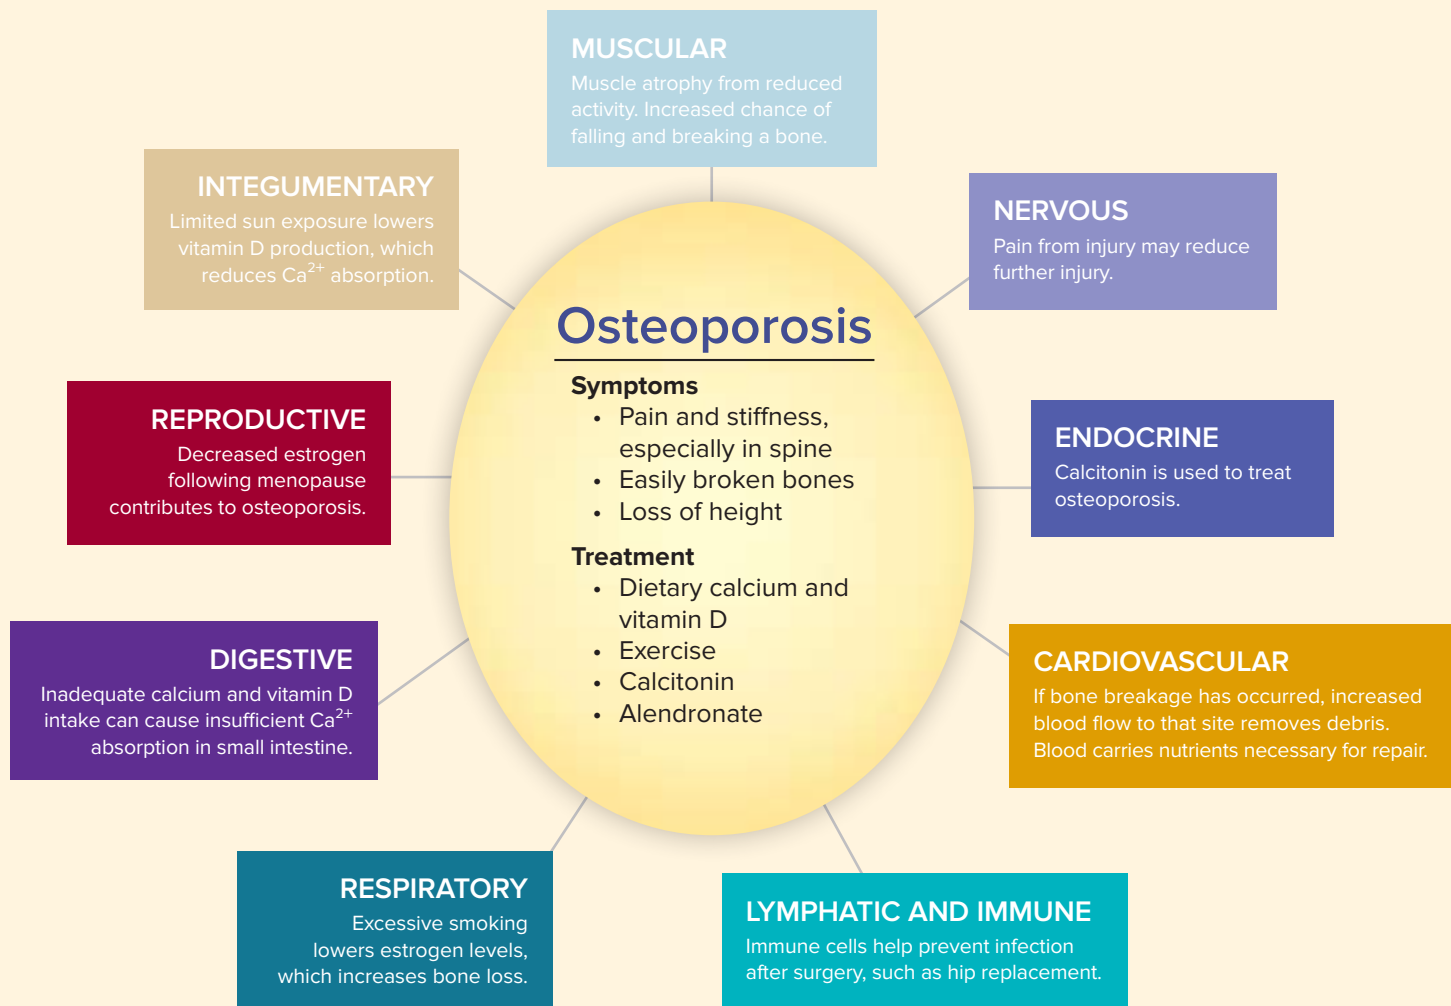 MUSCULAR
Muscle atrophy from reduced
activity. Increased chance of
falling and breaking a bone.
INTEGUMENTARY
Limited sun exposure lowers
vitamin D production, which
reduces Ca²⁺ absorption.
NERVOUS
Pain from injury may reduce
further injury.
Osteoporosis
Symptoms
• Pain and stiffness,
especially in spine
• Easily broken bones
• Loss of height
Treatment
• Dietary calcium and
vitamin D
• Exercise
• Calcitonin
• Alendronate
REPRODUCTIVE
Decreased estrogen
following menopause
contributes to osteoporosis.
ENDOCRINE
Calcitonin is used to treat
osteoporosis.
DIGESTIVE
Inadequate calcium and vitamin D
intake can cause insufficient Ca²⁺
absorption in small intestine.
CARDIOVASCULAR
If bone breakage has occurred, increased
blood flow to that site removes debris.
Blood carries nutrients necessary for repair.
RESPIRATORY
Excessive smoking
lowers estrogen levels,
which increases bone loss.
LYMPHATIC AND IMMUNE
Immune cells help prevent infection
after surgery, such as hip replacement.